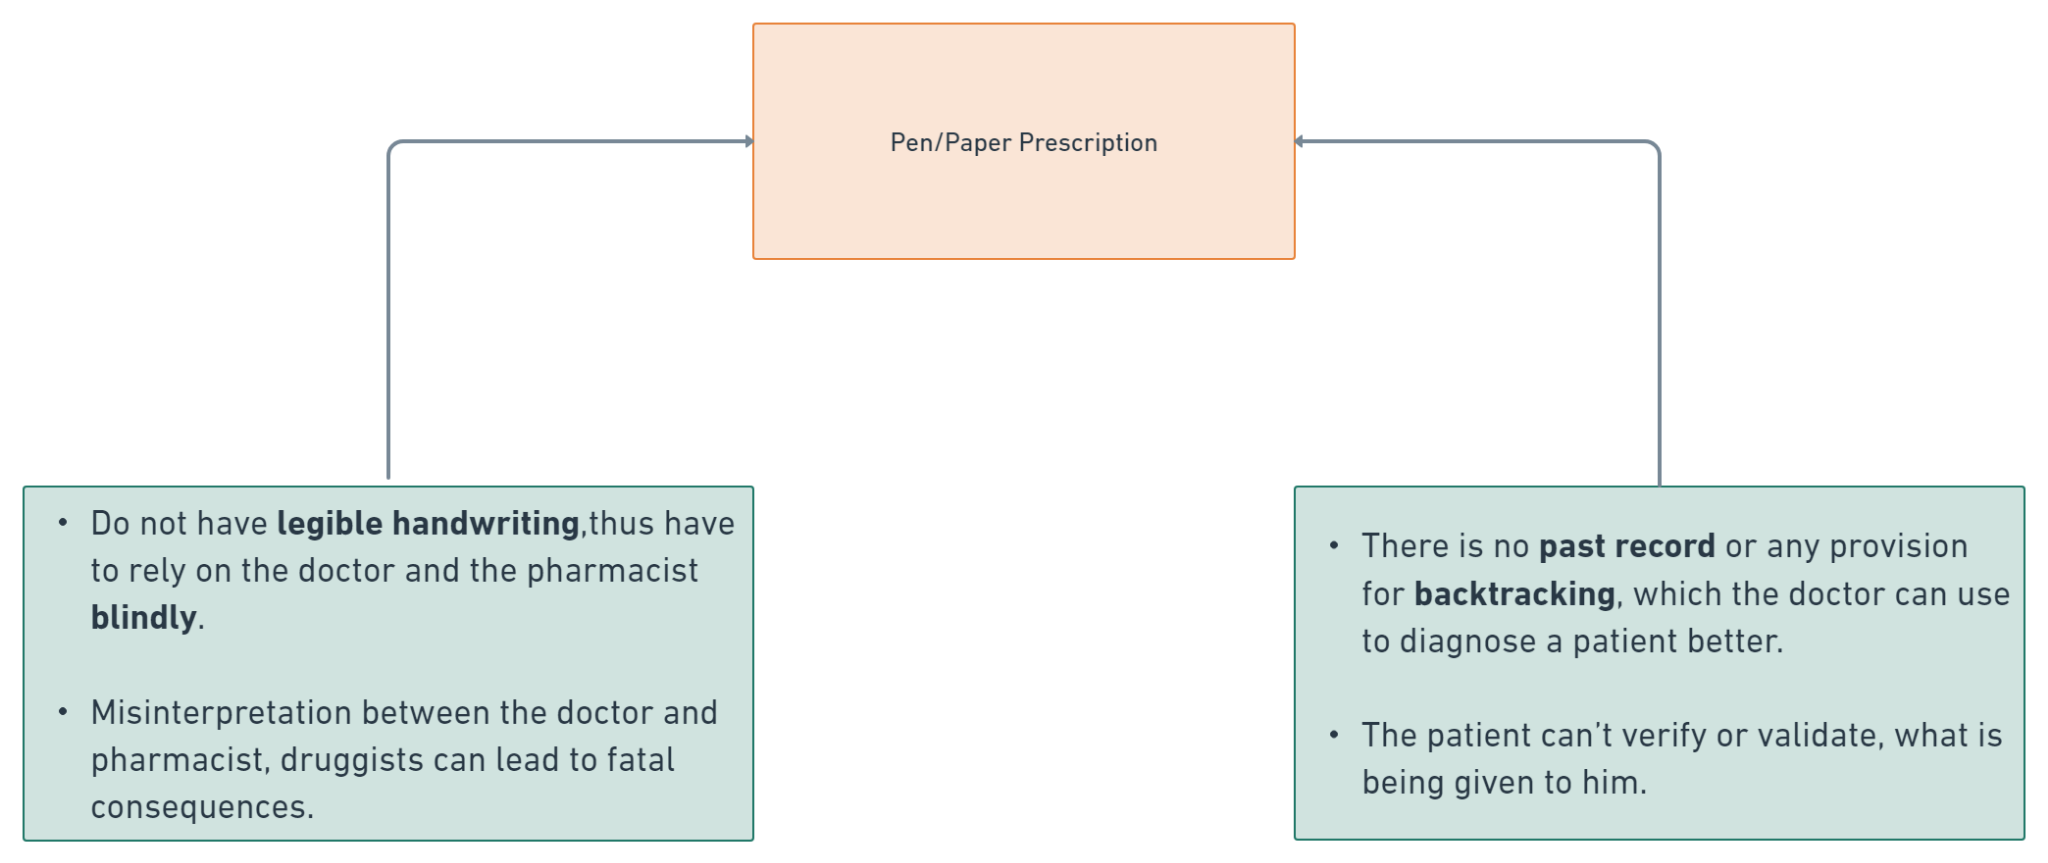 Pen/Paper Prescription
• Do not have legible handwriting,thus have
to rely on the doctor and the pharmacist
blindly.
• Misinterpretation between the doctor and
pharmacist, druggists can lead to fatal
consequences.
• There is no past record or any provision
for backtracking, which the doctor can use
to diagnose a patient better.
• The patient can’t verify or validate, what is
being given to him.